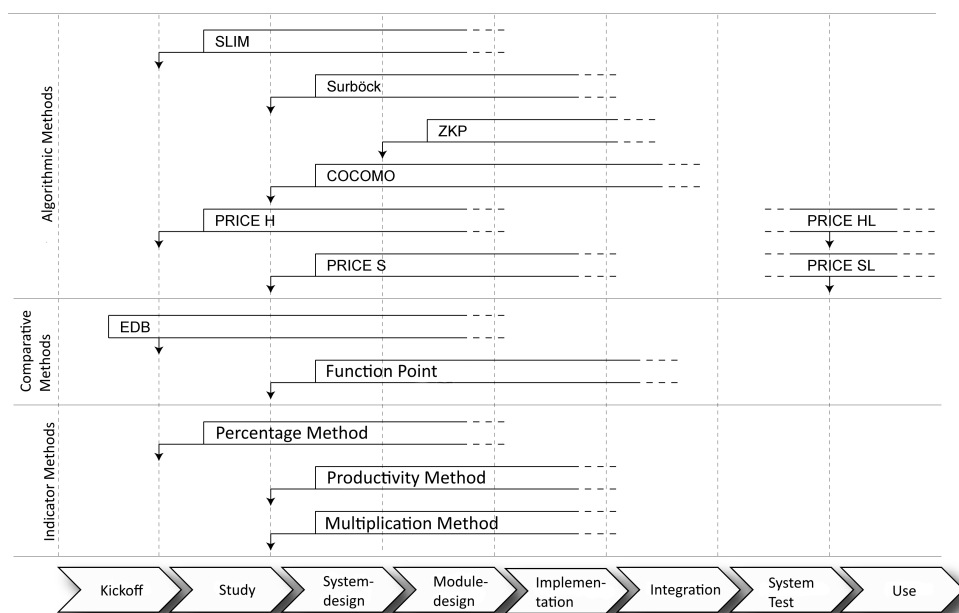 Algorithmic Methods
SLIM
Surböck
ZKP
COCOMO
PRICE H
PRICE HL
PRICE S
PRICE SL
Comparative
Methods
EDB
Function Point
Indicator Methods
Percentage Method
Productivity Method
Multiplication Method
Kickoff
Study
System-
design
Module-
design
Implemen-
tation
Integration
System
Test
Use